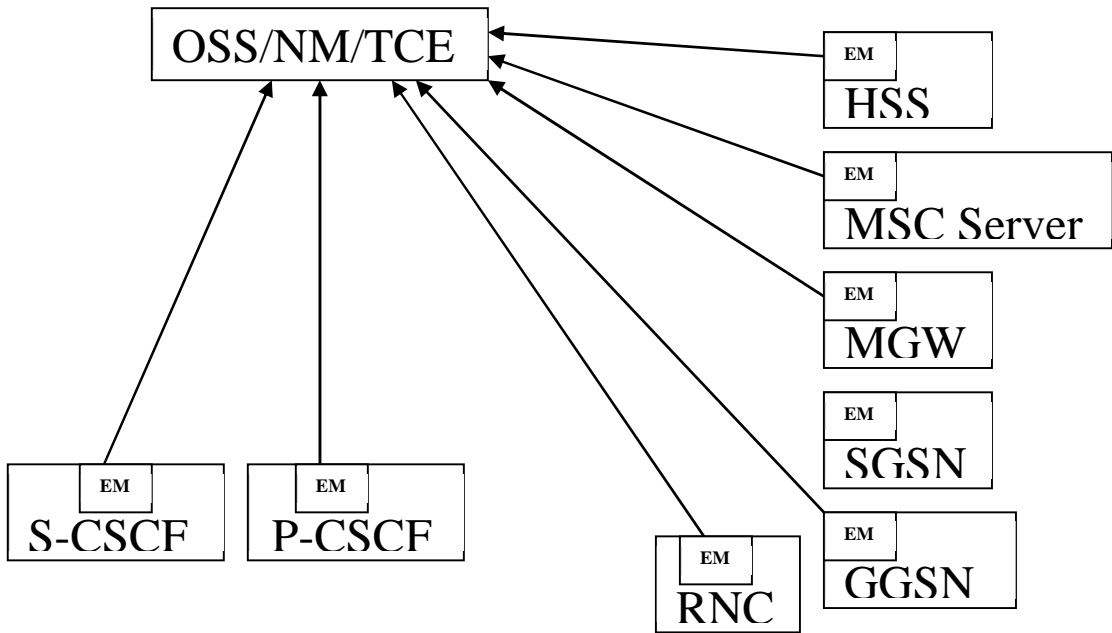 OSS/NM/TCE
EM
HSS
EM
MSC Server
EM
MGW
EM
SGSN
EM
S-CSCF
EM
P-CSCF
EM
RNC
EM
GGSN